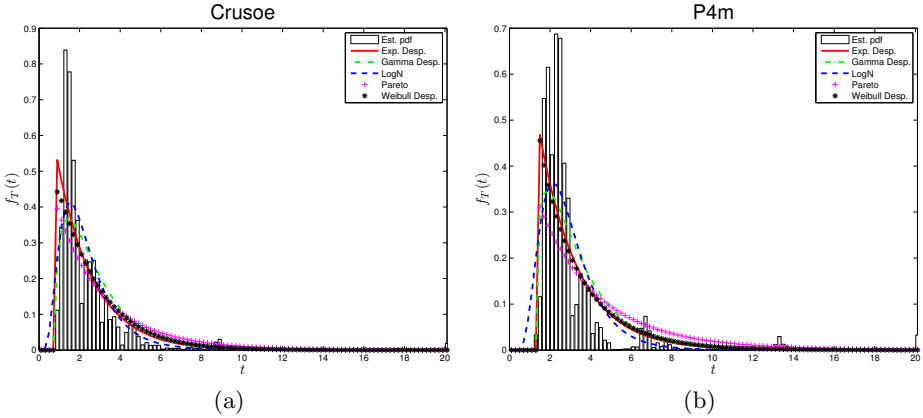 Crusoe
0.9
0.8
0.7
0.6
0.5
0.4
0.3
0.2
0.1
0
f_T(t)
Est. pdf
Exp. Desp.
Gamma Desp.
LogN
Pareto
Weibull Desp.
0 2 4 6 8 10 12 14 16 18 20
t
(a)
P4m
0.7
0.6
0.5
0.4
0.3
0.2
0.1
0
f_T(t)
Est. pdf
Exp. Desp.
Gamma Desp.
LogN
Pareto
Weibull Desp.
0 2 4 6 8 10 12 14 16 18 20
t
(b)